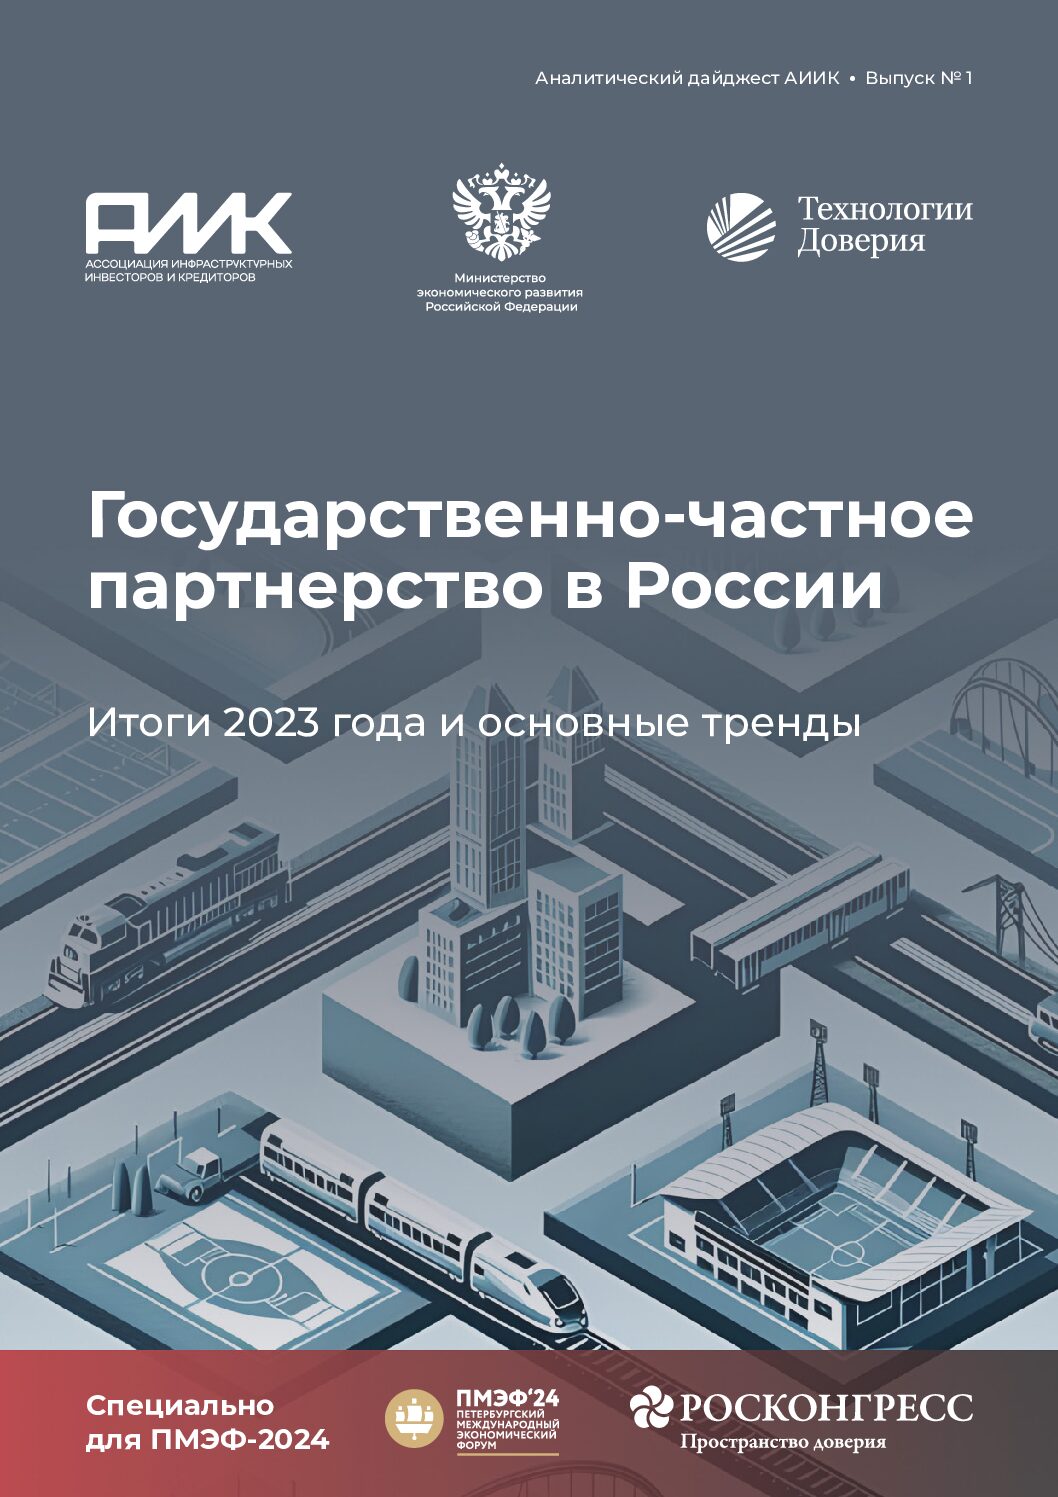 Аналитический дайджест АИИК • Выпуск № 1
АИИК
АССОЦИАЦИЯ ИНФРАСТРУКТУРНЫХ
ИНВЕСТОРОВ И КРЕДИТОРОВ
Министерство
экономического развития
Российской Федерации
Технологии
Доверия
Государственно-частное
партнерство в России
Итоги 2023 года и основные тренды
Специально
для ПМЭФ-2024
ПМЭФ‘24
ПЕТЕРБУРГСКИЙ
МЕЖДУНАРОДНЫЙ
ЭКОНОМИЧЕСКИЙ
ФОРУМ
РОСКОНГРЕСС
Пространство доверия